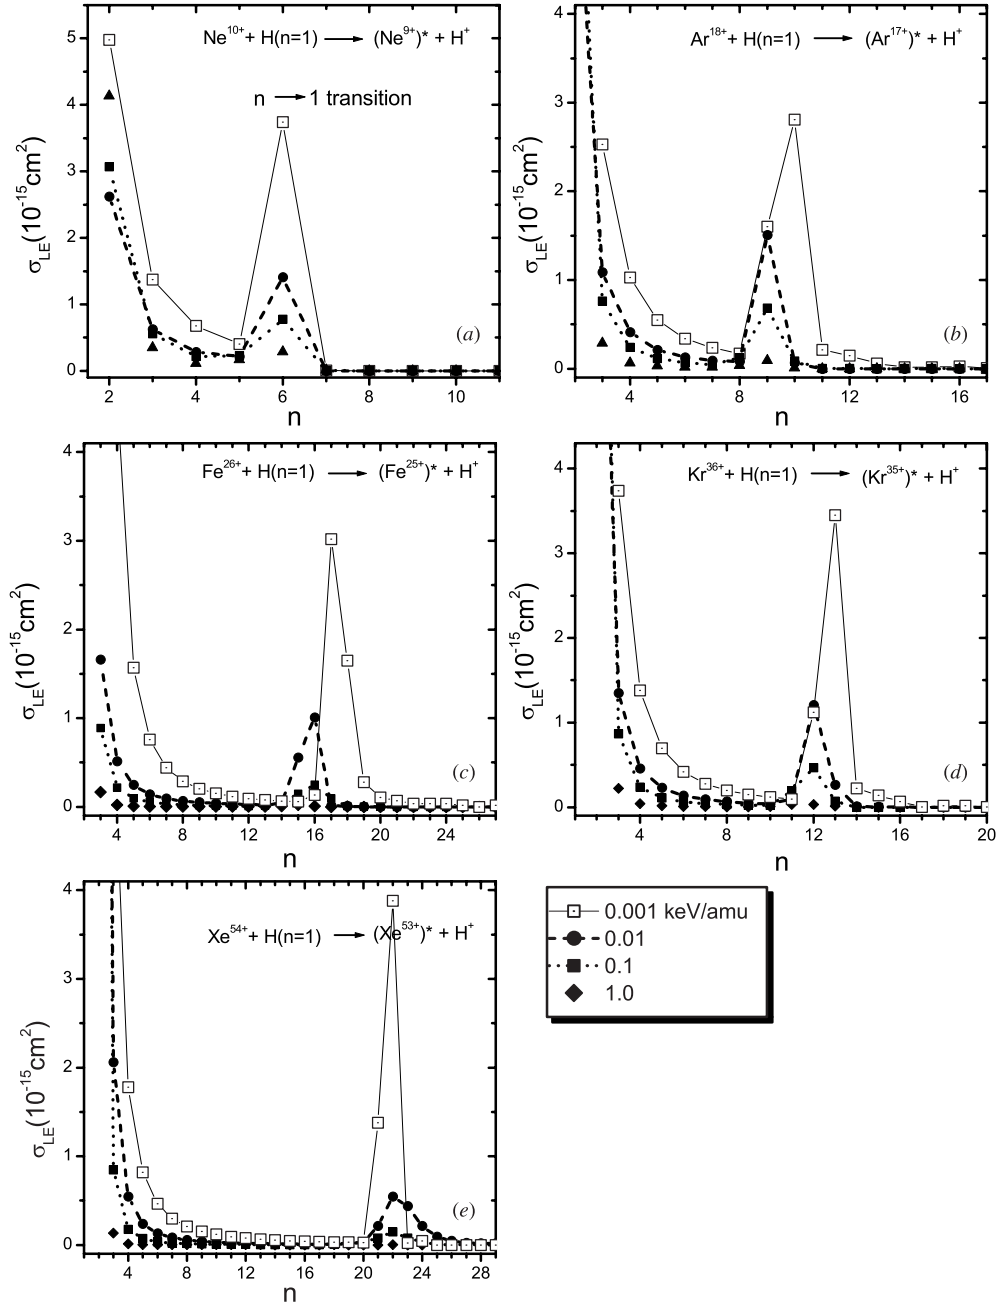 Ne10+ + H(n=1) → (Ne9+)* + H+
n → 1 transition
σLE(10-15cm2)
5
4
3
2
1
0
2 4 6 8 10
n
(a)
Ar18+ + H(n=1) → (Ar17+)* + H+
σLE(10-15cm2)
4
3
2
1
0
4 8 12 16
n
(b)
Fe26+ + H(n=1) → (Fe25+)* + H+
σLE(10-15cm2)
4
3
2
1
0
4 8 12 16 20 24
n
(c)
Kr36+ + H(n=1) → (Kr35+)* + H+
σLE(10-15cm2)
4
3
2
1
0
4 8 12 16 20
n
(d)
Xe54+ + H(n=1) → (Xe53+)* + H+
σLE(10-15cm2)
4
3
2
1
0
4 8 12 16 20 24 28
n
(e)
0.001 keV/amu
0.01
0.1
1.0